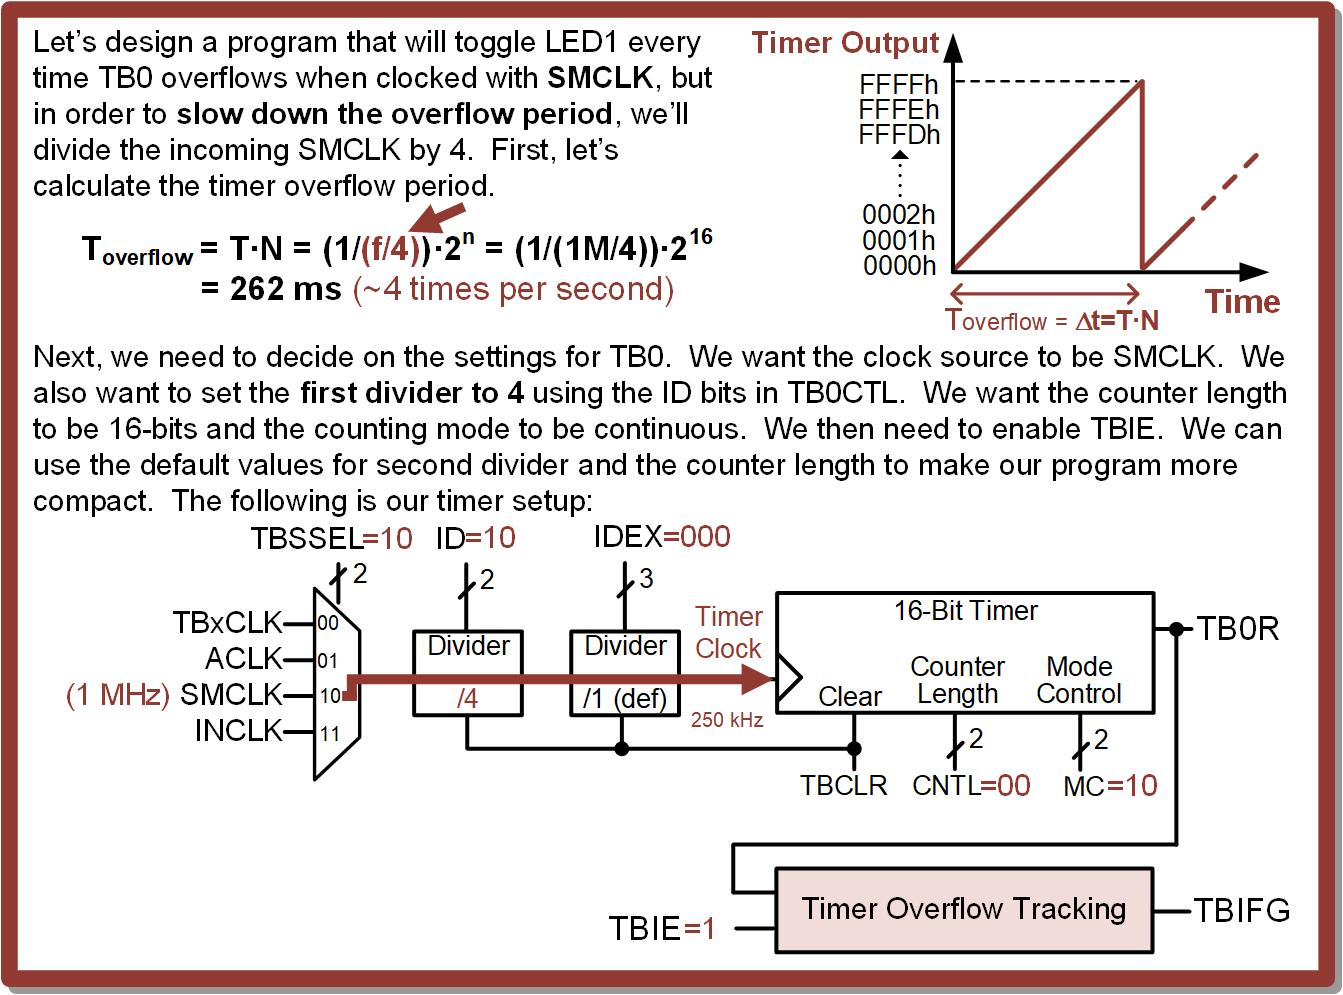 Let's design a program that will toggle LED1 every
time TB0 overflows when clocked with SMCLK, but
in order to slow down the overflow period, we'll
divide the incoming SMCLK by 4.  First, let's
calculate the timer overflow period.
Toverflow = T·N = (1/(f/4))·2ⁿ = (1/(1M/4))·2¹⁶
= 262 ms (~4 times per second)
Timer Output
FFFFh
FFFEh
FFFDh
0002h
0001h
0000h
Time
Toverflow = Δt=T·N
Next, we need to decide on the settings for TB0.  We want the clock source to be SMCLK.  We
also want to set the first divider to 4 using the ID bits in TB0CTL.  We want the counter length
to be 16-bits and the counting mode to be continuous.  We then need to enable TBIE.  We can
use the default values for second divider and the counter length to make our program more
compact.  The following is our timer setup:
TBSSEL=10 ID=10 IDEX=000
2 2 3
TBxCLK 00
ACLK 01
(1 MHz) SMCLK 10
INCLK 11
Divider
/4
Divider
/1 (def)
Timer
Clock
250 kHz
16-Bit Timer
Clear
Counter
Length
Mode
Control
TB0R
2 2
TBCLR CNTL=00 MC=10
Timer Overflow Tracking
TBIE=1
TBIFG